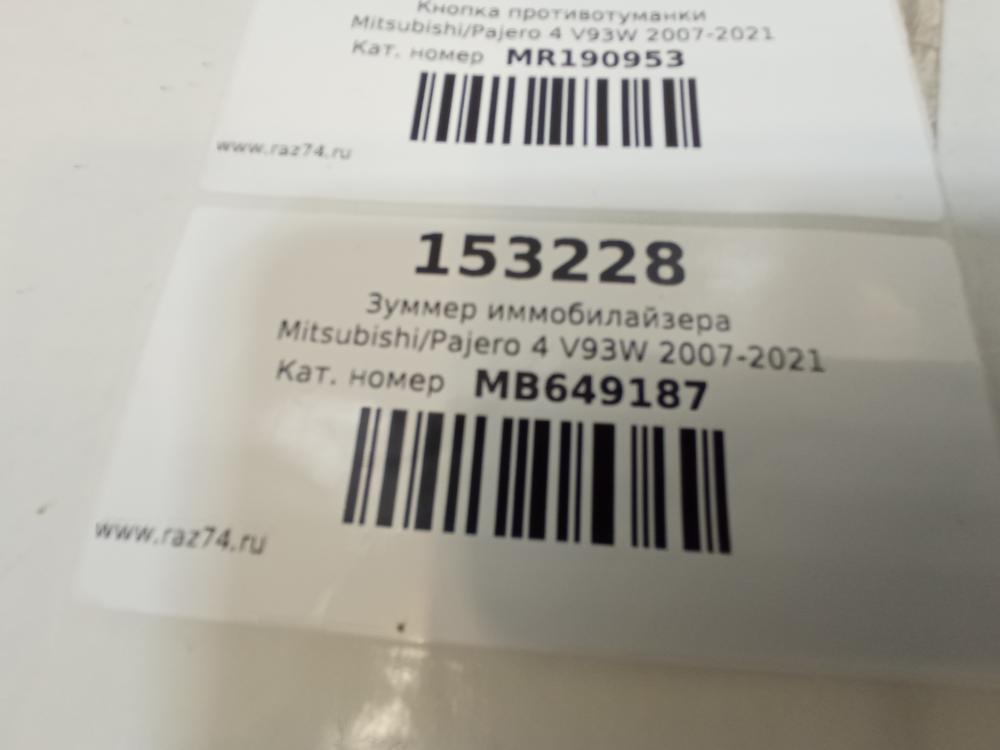 Кнопка противотуманки
Mitsubishi/Pajero 4 V93W 2007-2021
Кат. номер MR190953
www.raz74.ru
153228
Зуммер иммобилайзера
Mitsubishi/Pajero 4 V93W 2007-2021
Кат. номер MB649187
www.raz74.ru